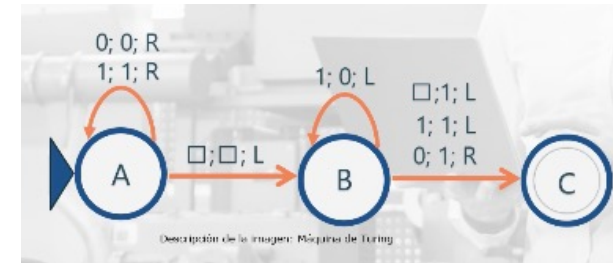 0; 0; R
1; 1; R
1; 0; L
□;1; L
1; 1; L
0; 1; R
□;□; L
A
B
C
Descripción de la imagen: Máquina de Turing